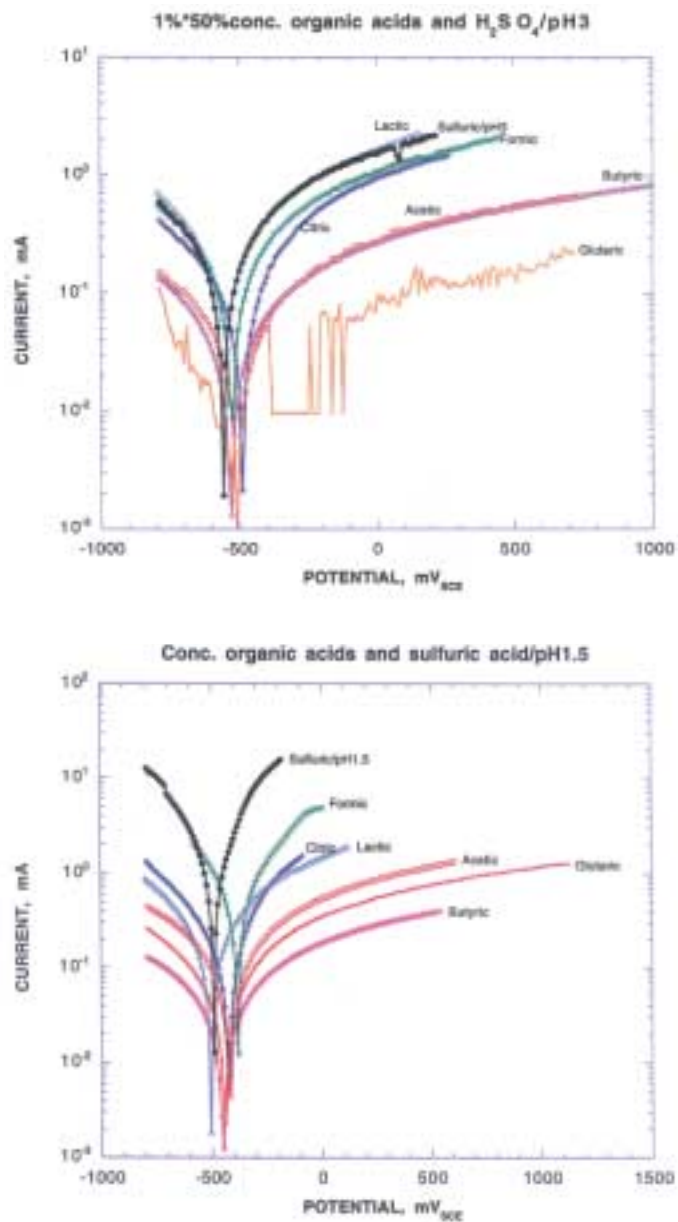 1%*50%conc. organic acids and H2SO4/pH3
10¹
Lactic
Sulfuric/pH3
Formic
10⁰
Butyric
Acetic
Citric
Glutaric
10⁻¹
CURRENT, mA
10⁻²
10⁻³
-1000 -500 0 500 1000
POTENTIAL, mVSCE
Conc. organic acids and sulfuric acid/pH1.5
10²
Sulfuric/pH1.5
10¹
Formic
Citric
Lactic
10⁰
Acetic
Glutaric
Butyric
CURRENT, mA
10⁻¹
10⁻²
10⁻³
-1000 -500 0 500 1000 1500
POTENTIAL, mVSCE